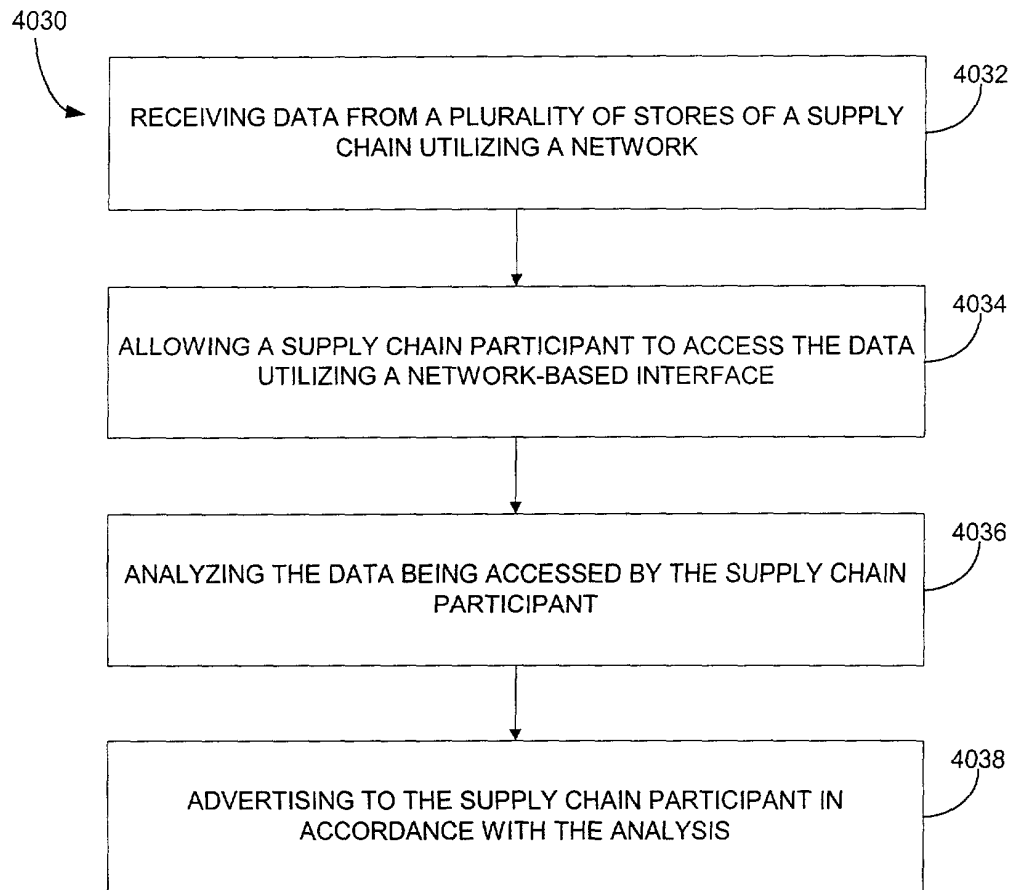 4030
4032
RECEIVING DATA FROM A PLURALITY OF STORES OF A SUPPLY
CHAIN UTILIZING A NETWORK
4034
ALLOWING A SUPPLY CHAIN PARTICIPANT TO ACCESS THE DATA
UTILIZING A NETWORK-BASED INTERFACE
4036
ANALYZING THE DATA BEING ACCESSED BY THE SUPPLY CHAIN
PARTICIPANT
4038
ADVERTISING TO THE SUPPLY CHAIN PARTICIPANT IN
ACCORDANCE WITH THE ANALYSIS